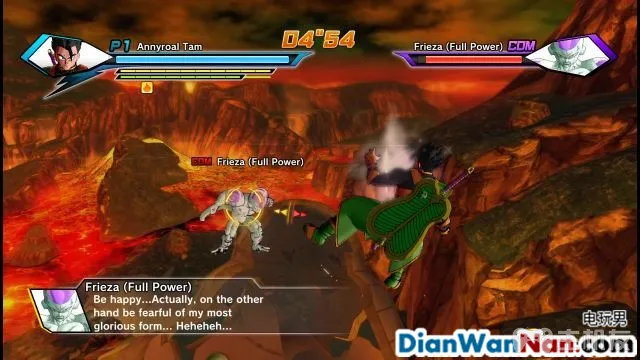 P1 Annyroal Tam
04"54
Frieza (Full Power) COM
COM Frieza (Full Power)
Frieza (Full Power)
Be happy...Actually, on the other
hand be fearful of my most
glorious form... Heheheh...
电玩男
DianWanNan.com